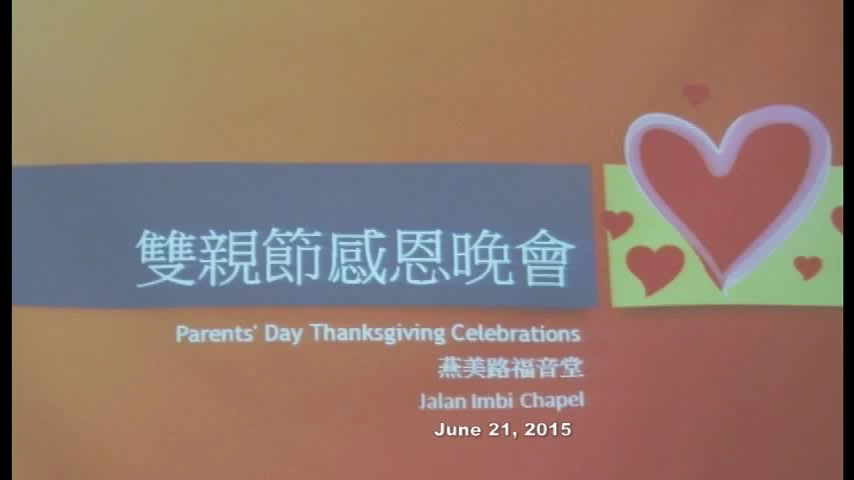 雙親節感恩晚會
Parents' Day Thanksgiving Celebrations
燕美路福音堂
Jalan Imbi Chapel
June 21, 2015